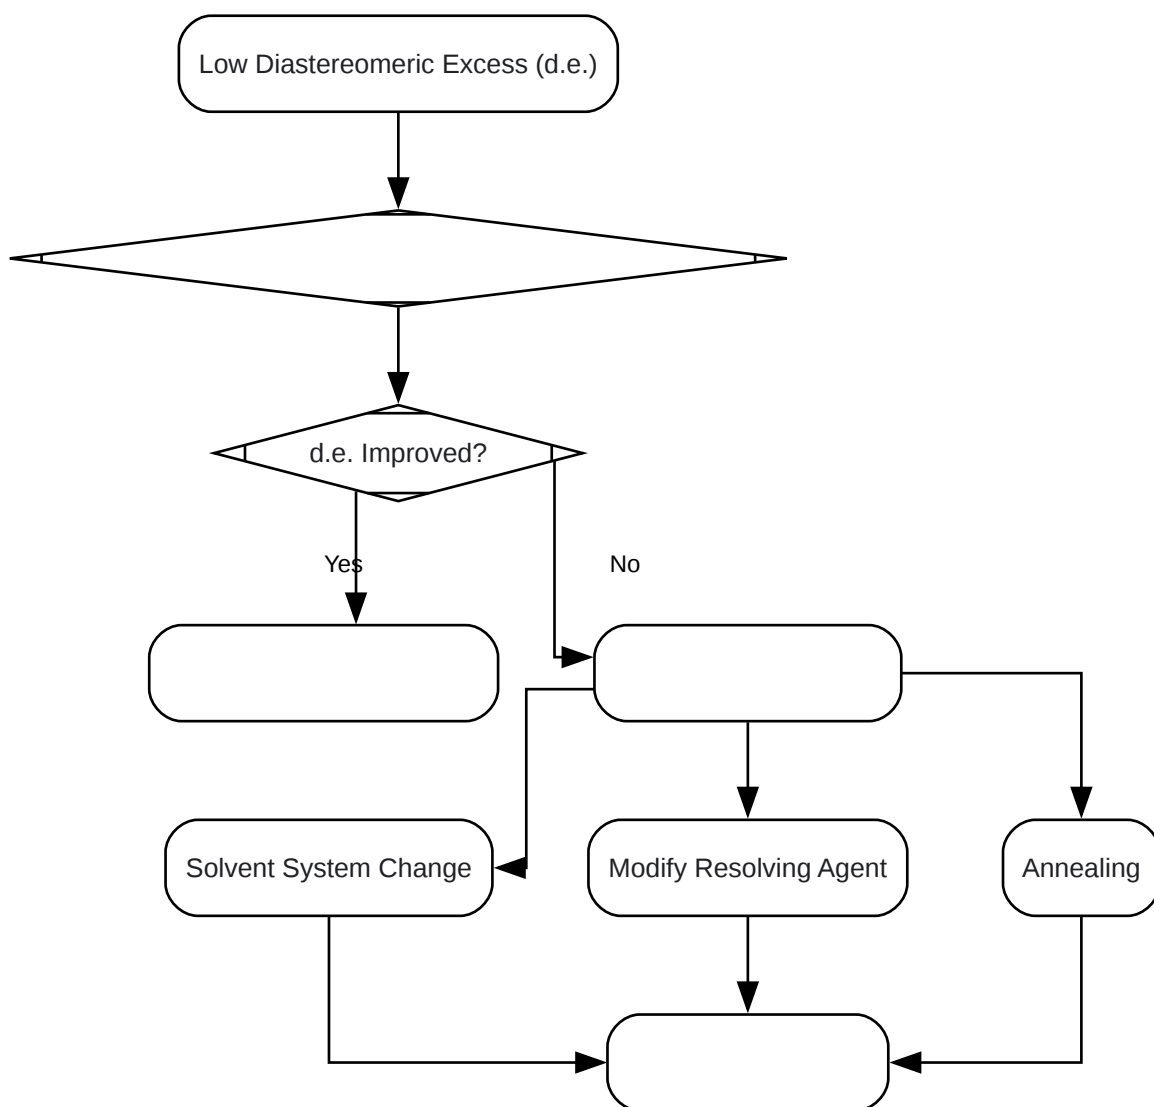 Low Diastereomeric Excess (d.e.)
d.e. Improved?
Yes
No
Solvent System Change
Modify Resolving Agent
Annealing